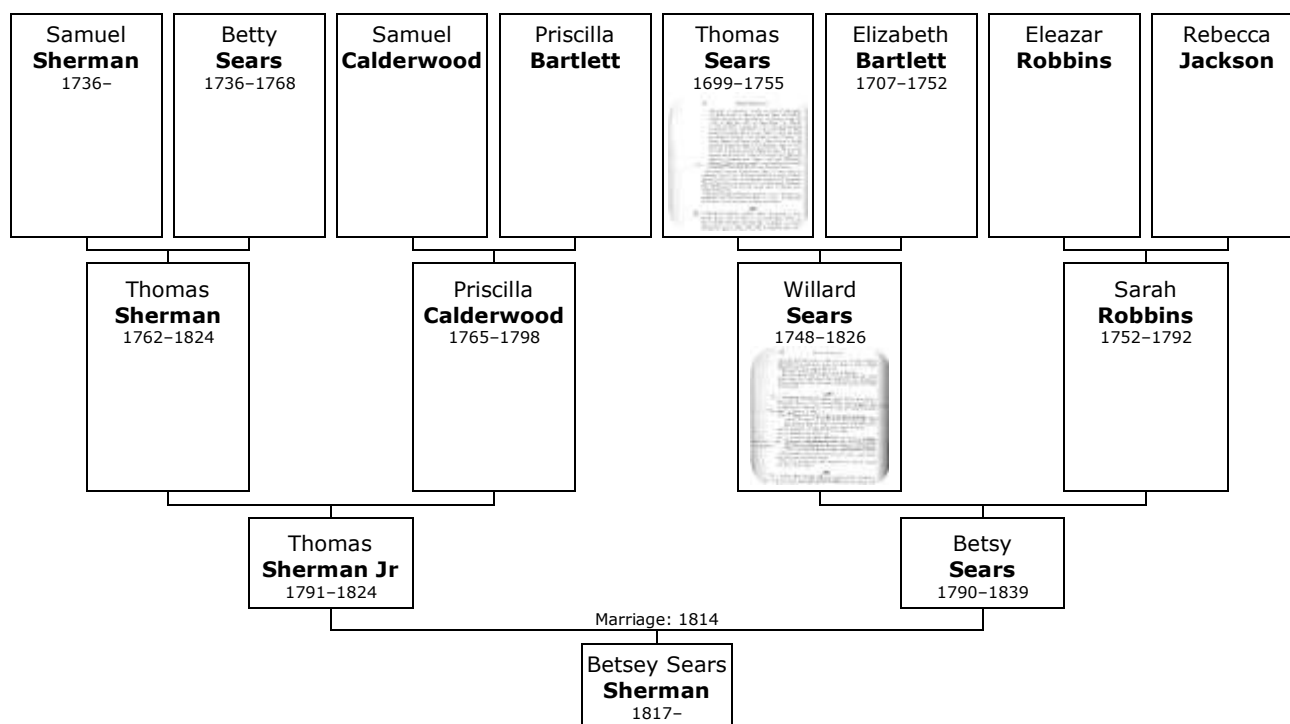 Samuel
Sherman
1736–
Betty
Sears
1736–1768
Samuel
Calderwood
Priscilla
Bartlett
Thomas
Sears
1699–1755
Elizabeth
Bartlett
1707–1752
Eleazar
Robbins
Rebecca
Jackson
Thomas
Sherman
1762–1824
Priscilla
Calderwood
1765–1798
Willard
Sears
1748–1826
Sarah
Robbins
1752–1792
Thomas
Sherman Jr
1791–1824
Betsy
Sears
1790–1839
Marriage: 1814
Betsey Sears
Sherman
1817–